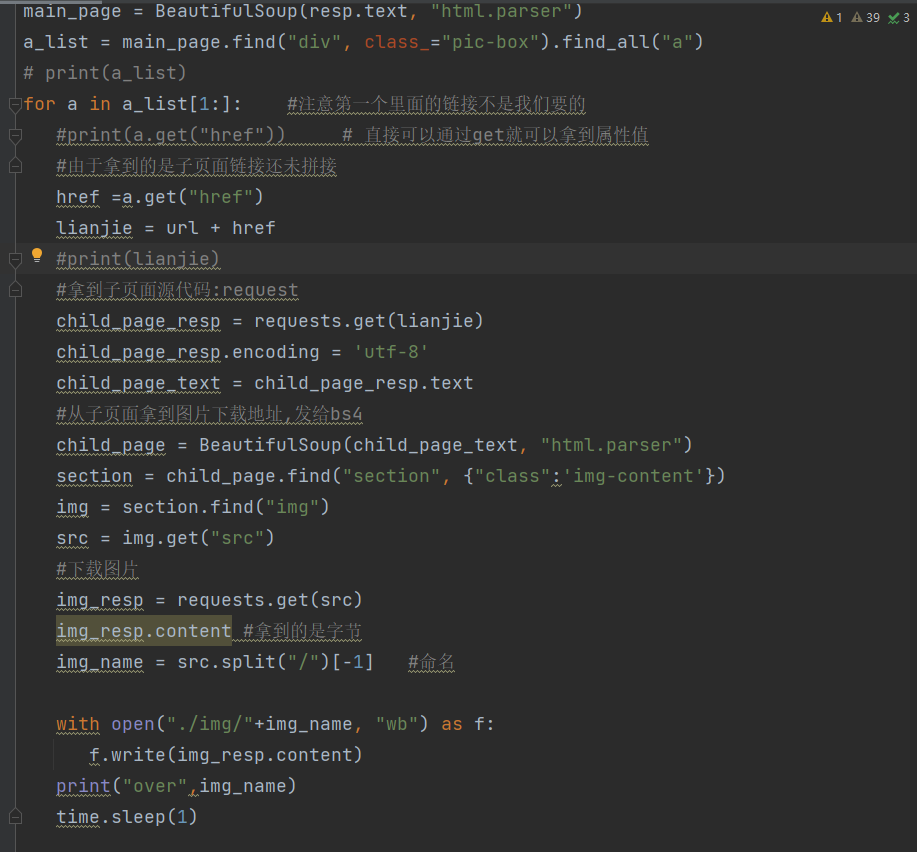 main_page = BeautifulSoup(resp.text, "html.parser")
1 39 3
a_list = main_page.find("div", class_="pic-box").find_all("a")
# print(a_list)
for a in a_list[1:]:    #注意第一个里面的链接不是我们要的
#print(a.get("href"))     # 直接可以通过get就可以拿到属性值
#由于拿到的是子页面链接还未拼接
href =a.get("href")
lianjie = url + href
#print(lianjie)
#拿到子页面源代码:request
child_page_resp = requests.get(lianjie)
child_page_resp.encoding = 'utf-8'
child_page_text = child_page_resp.text
#从子页面拿到图片下载地址,发给bs4
child_page = BeautifulSoup(child_page_text, "html.parser")
section = child_page.find("section", {"class":'img-content'})
img = section.find("img")
src = img.get("src")
#下载图片
img_resp = requests.get(src)
img_resp.content #拿到的是字节
img_name = src.split("/")[-1]   #命名
with open("./img/"+img_name, "wb") as f:
f.write(img_resp.content)
print("over",img_name)
time.sleep(1)